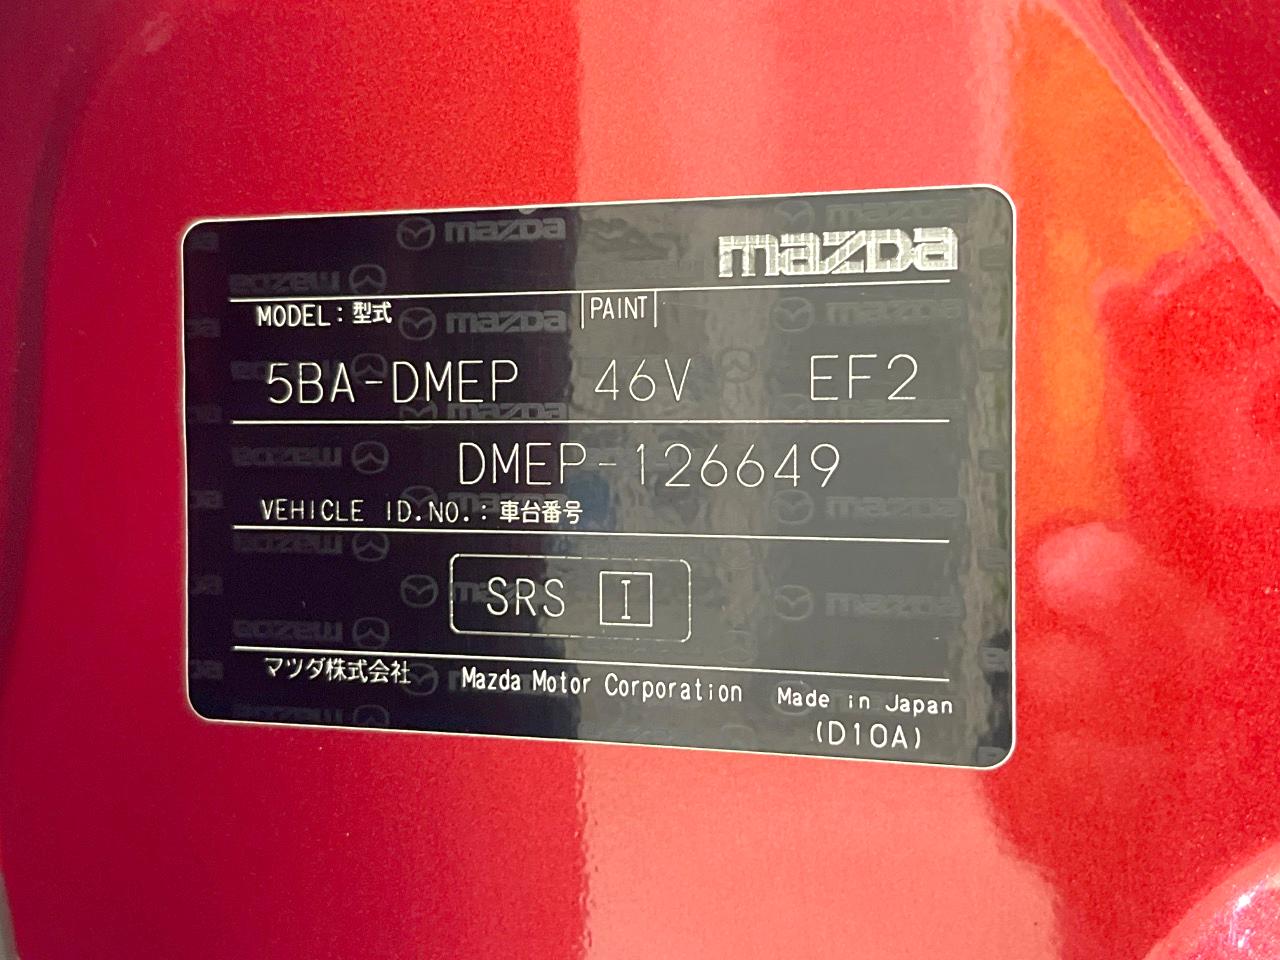 mazda
MODEL: 型式 PAINT
5BA-DMEP 46V EF2
DMEP-126649
VEHICLE ID.NO.: 車台番号
SRS I
マツダ株式会社 Mazda Motor Corporation Made in Japan
(D10A)